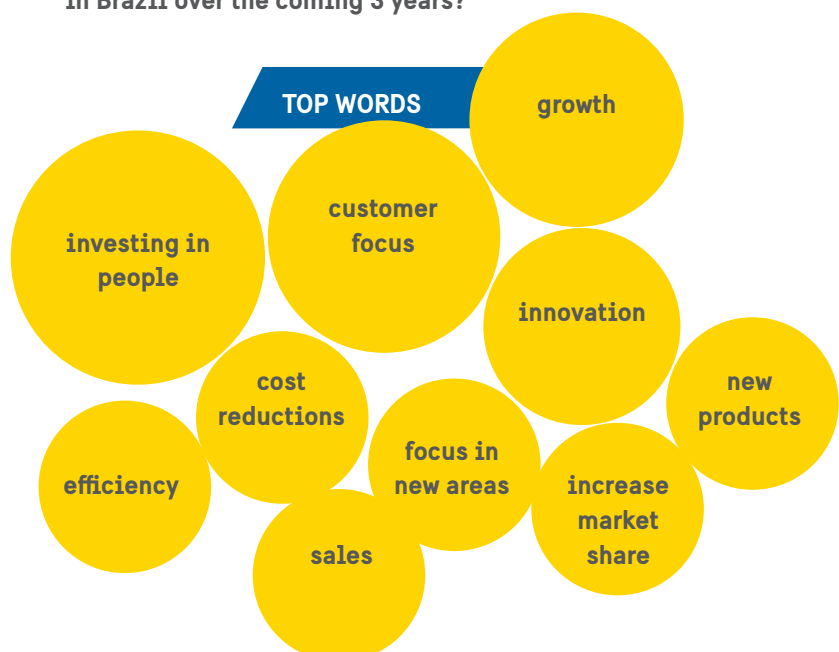 in Brazil over the coming 3 years?
TOP WORDS
growth
customer
focus
investing in
people
innovation
cost
reductions
new
products
focus in
new areas
efficiency
increase
market
share
sales